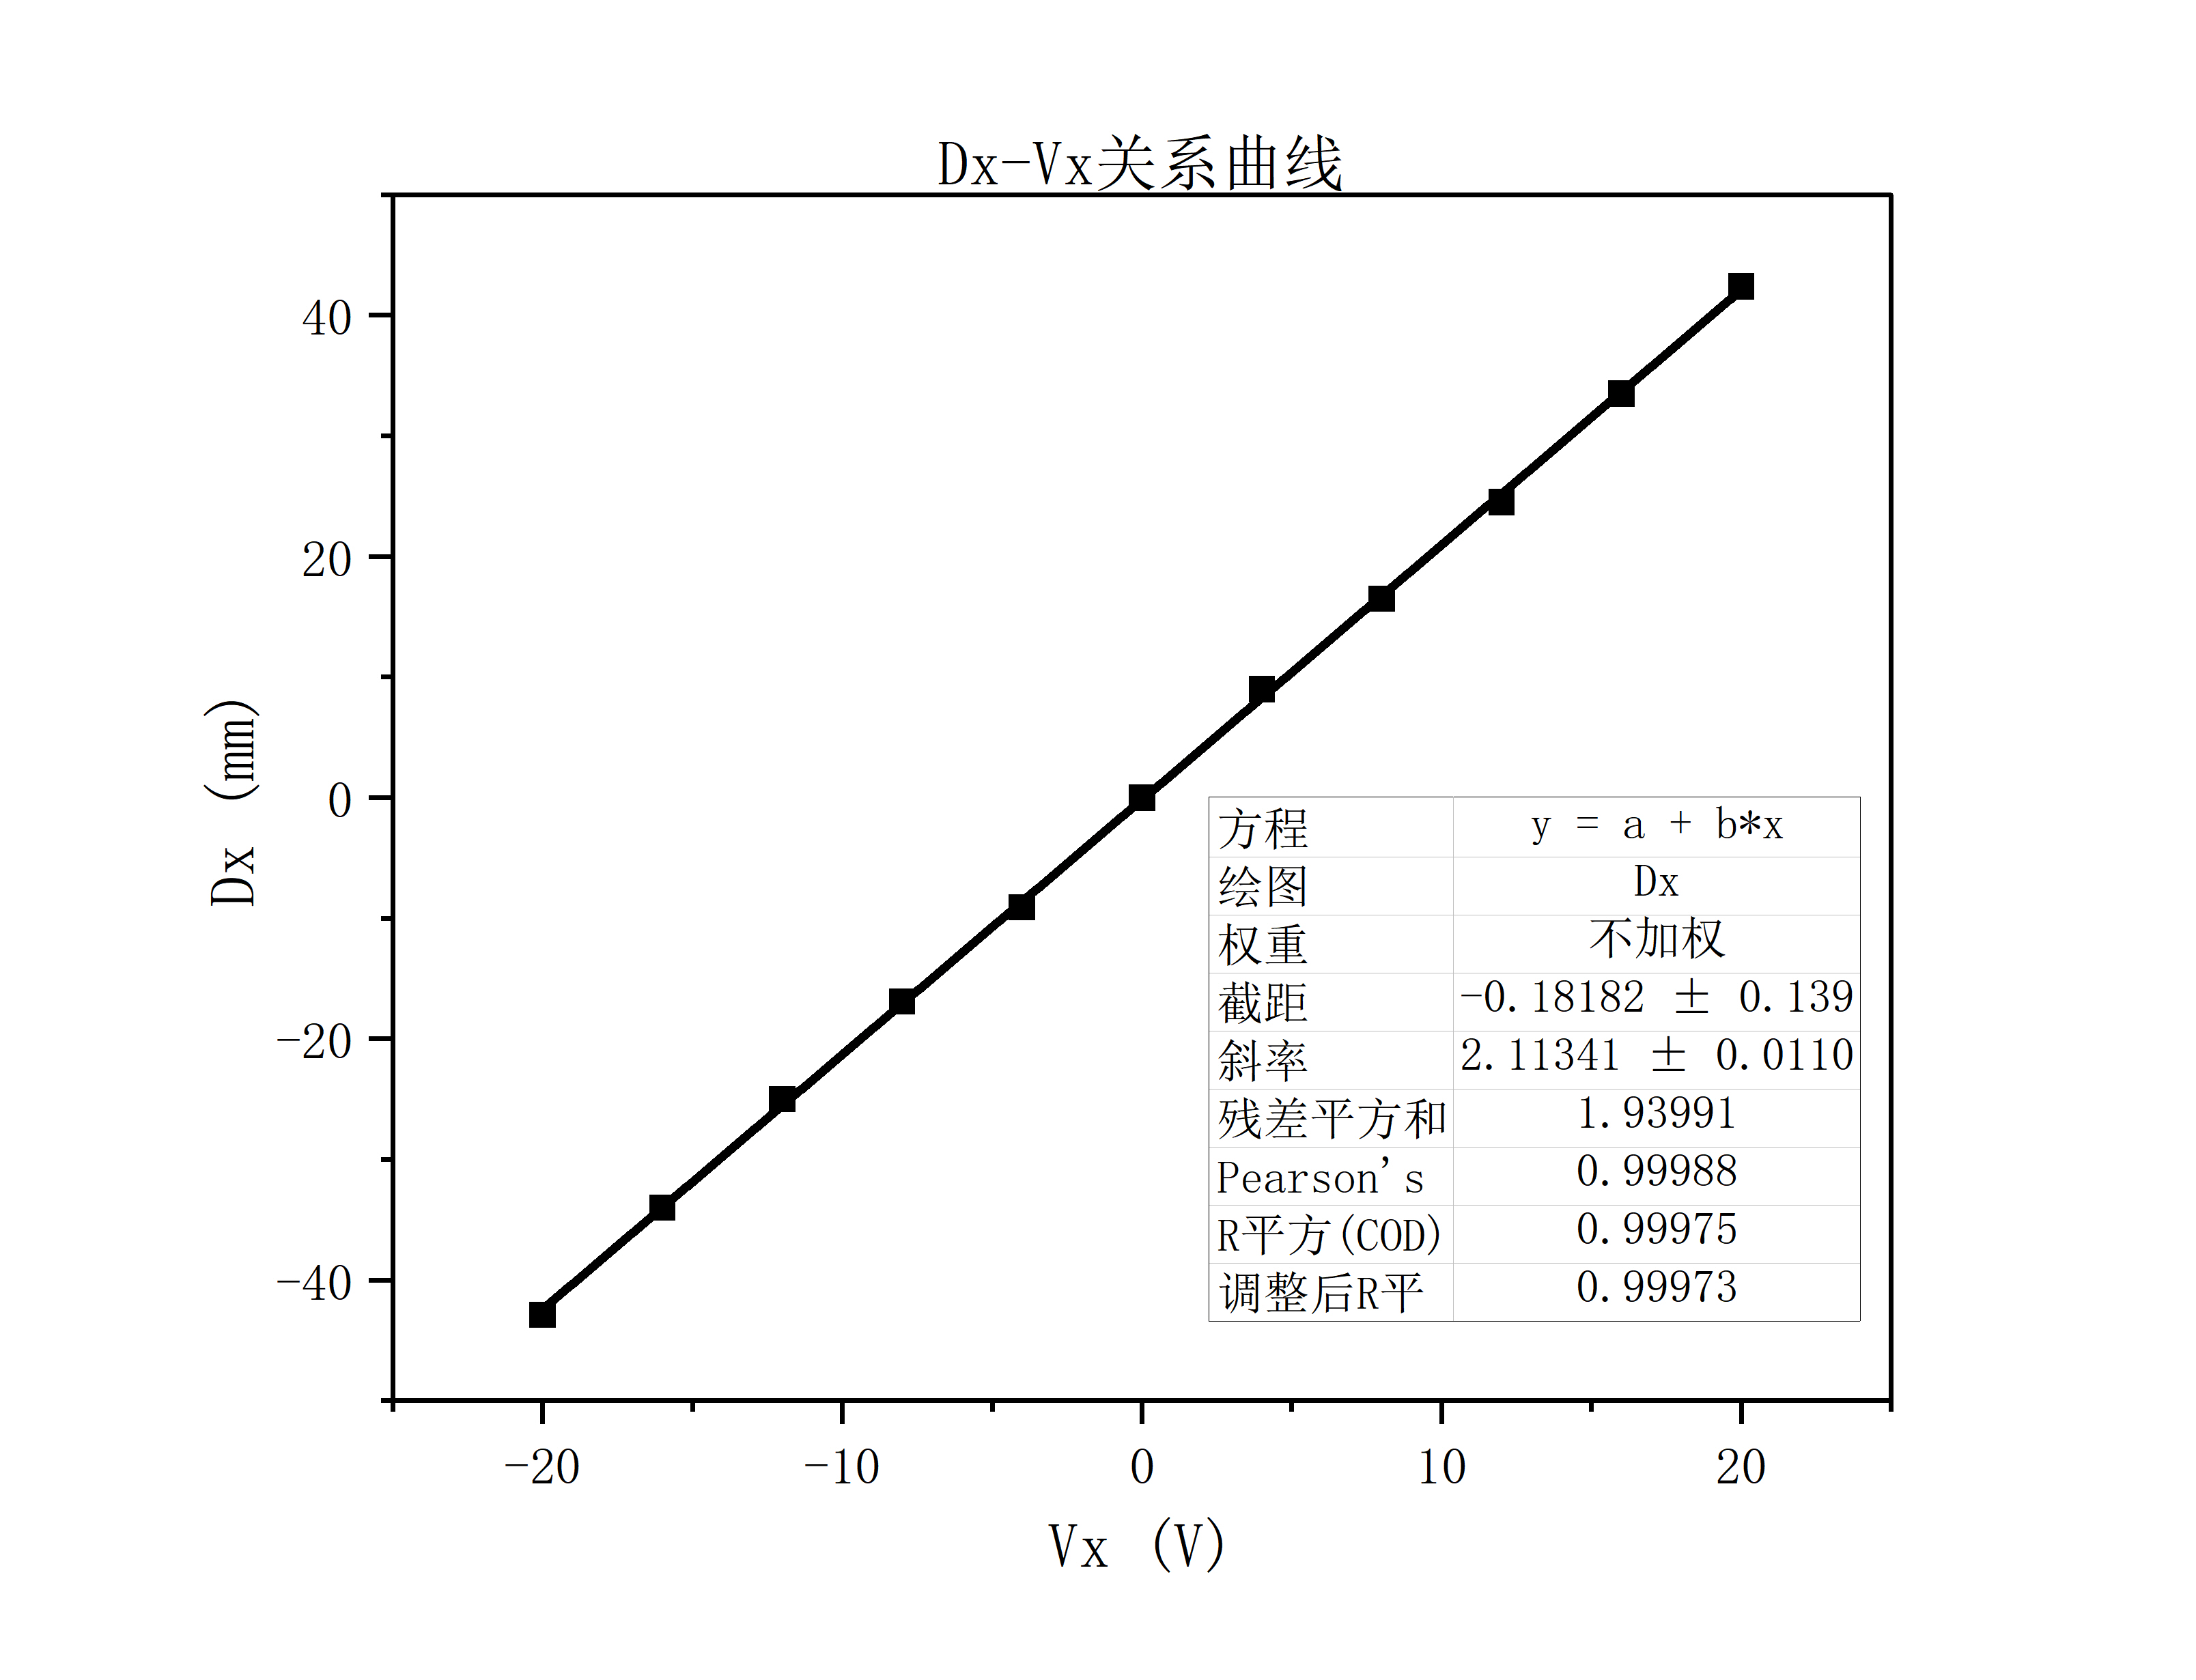 Dx-Vx关系曲线
40
20
0
-20
-40
Dx (mm)
方程 y = a + b*x
绘图 Dx
权重 不加权
截距 -0.18182 ± 0.139
斜率 2.11341 ± 0.0110
残差平方和 1.93991
Pearson's 0.99988
R平方(COD) 0.99975
调整后R平 0.99973
-20 -10 0 10 20
Vx (V)